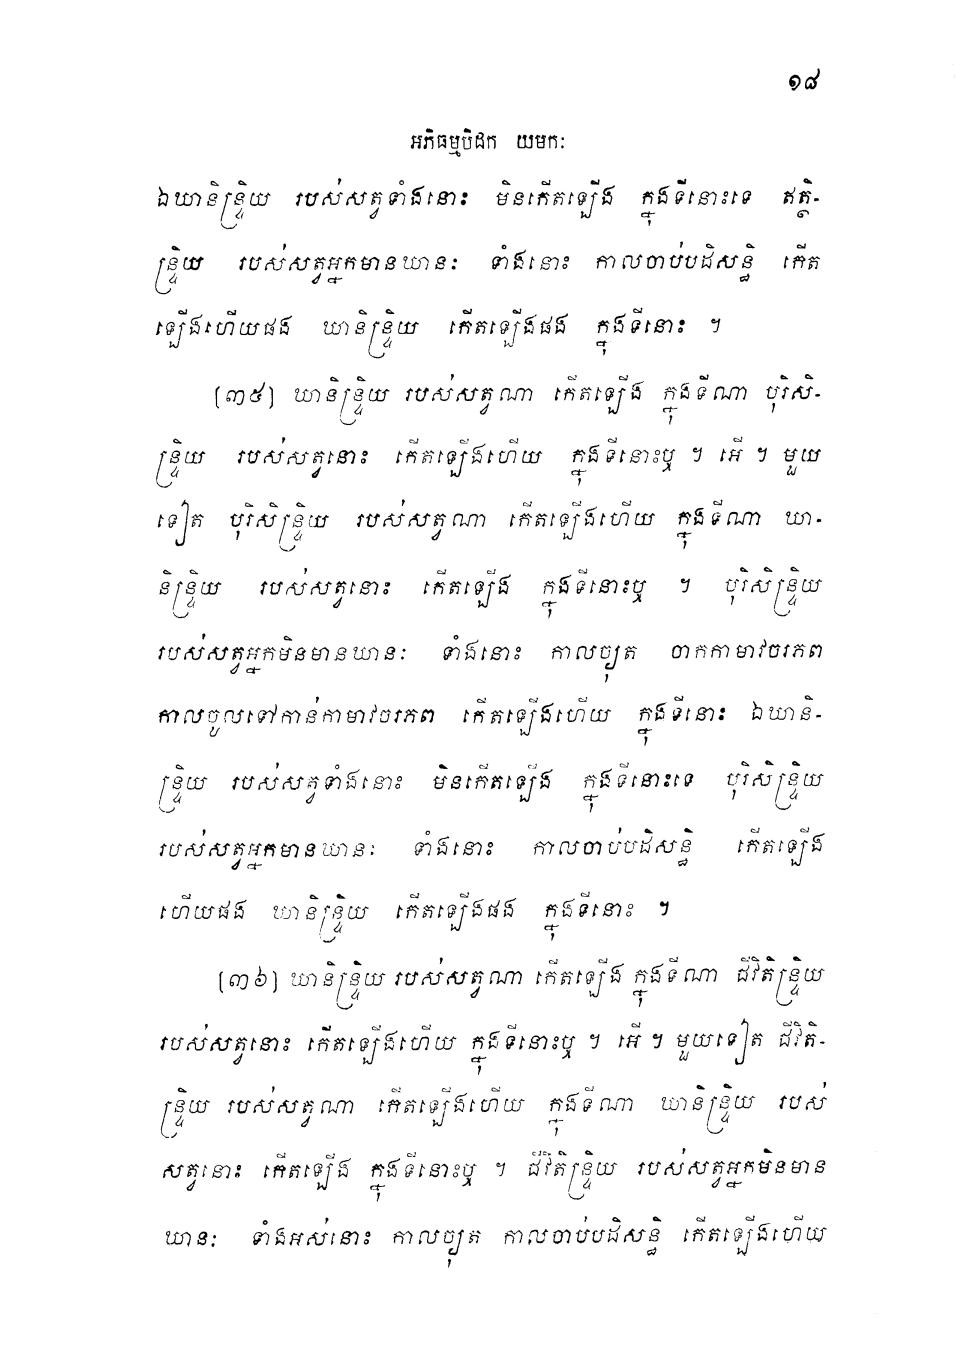 ១៨
អភិធម្មបិដក យមកៈ
ឯឃានិន្ទ្រិយ របស់សត្វទាំងនោះ មិនកើតឡើង ក្នុងទីនោះទេ ឥត្ថិ-
ន្ទ្រិយ របស់សត្វអ្នកមានឃានៈ ទាំងនោះ កាលចាប់បដិសន្ធិ កើត
ឡើងហើយផង ឃានិន្ទ្រិយ កើតឡើងផង ក្នុងទីនោះ ។
(៣៥) ឃានិន្ទ្រិយ របស់សត្វណា កើតឡើង ក្នុងទីណា បុរិសិ-
ន្ទ្រិយ របស់សត្វនោះ កើតឡើងហើយ ក្នុងទីនោះឬ ។ អើ ។ មួយ
ទៀត បុរិសិន្ទ្រិយ របស់សត្វណា កើតឡើងហើយ ក្នុងទីណា ឃា-
និន្ទ្រិយ របស់សត្វនោះ កើតឡើង ក្នុងទីនោះឬ ។ បុរិសិន្ទ្រិយ
របស់សត្វអ្នកមិនមានឃានៈ ទាំងនោះ កាលច្យុត ចាកកាមាវចរភព
កាលចូលទៅកាន់កាមាវចរភព កើតឡើងហើយ ក្នុងទីនោះ ឯឃានិ-
ន្ទ្រិយ របស់សត្វទាំងនោះ មិនកើតឡើង ក្នុងទីនោះទេ បុរិសិន្ទ្រិយ
របស់សត្វអ្នកមានឃានៈ ទាំងនោះ កាលចាប់បដិសន្ធិ កើតឡើង
ហើយផង ឃានិន្ទ្រិយ កើតឡើងផង ក្នុងទីនោះ ។
(៣៦) ឃានិន្ទ្រិយ របស់សត្វណា កើតឡើង ក្នុងទីណា ជីវិតិន្ទ្រិយ
របស់សត្វនោះ កើតឡើងហើយ ក្នុងទីនោះឬ ។ អើ ។ មួយទៀត ជីវិតិ-
ន្ទ្រិយ របស់សត្វណា កើតឡើងហើយ ក្នុងទីណា ឃានិន្ទ្រិយ របស់
សត្វនោះ កើតឡើង ក្នុងទីនោះឬ ។ ជីវិតិន្ទ្រិយ របស់សត្វអ្នកមិនមាន
ឃានៈ ទាំងអស់នោះ កាលច្យុត កាលចាប់បដិសន្ធិ កើតឡើងហើយ